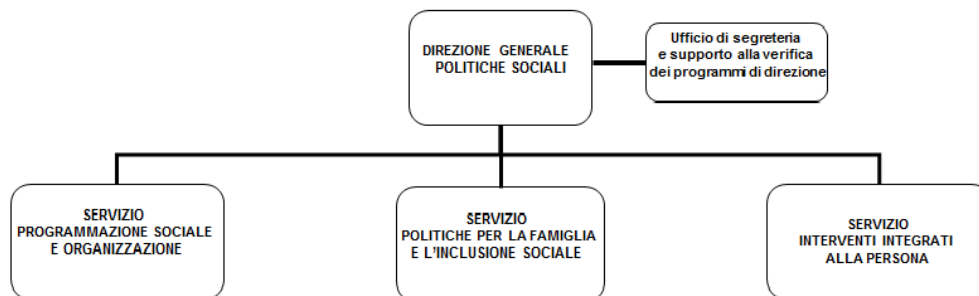 DIREZIONE GENERALE
POLITICHE SOCIALI
Ufficio di segreteria
e supporto alla verifica
dei programmi di direzione
SERVIZIO
PROGRAMMAZIONE SOCIALE
E ORGANIZZAZIONE
SERVIZIO
POLITICHE PER LA FAMIGLIA
E L'INCLUSIONE SOCIALE
SERVIZIO
INTERVENTI INTEGRATI
ALLA PERSONA